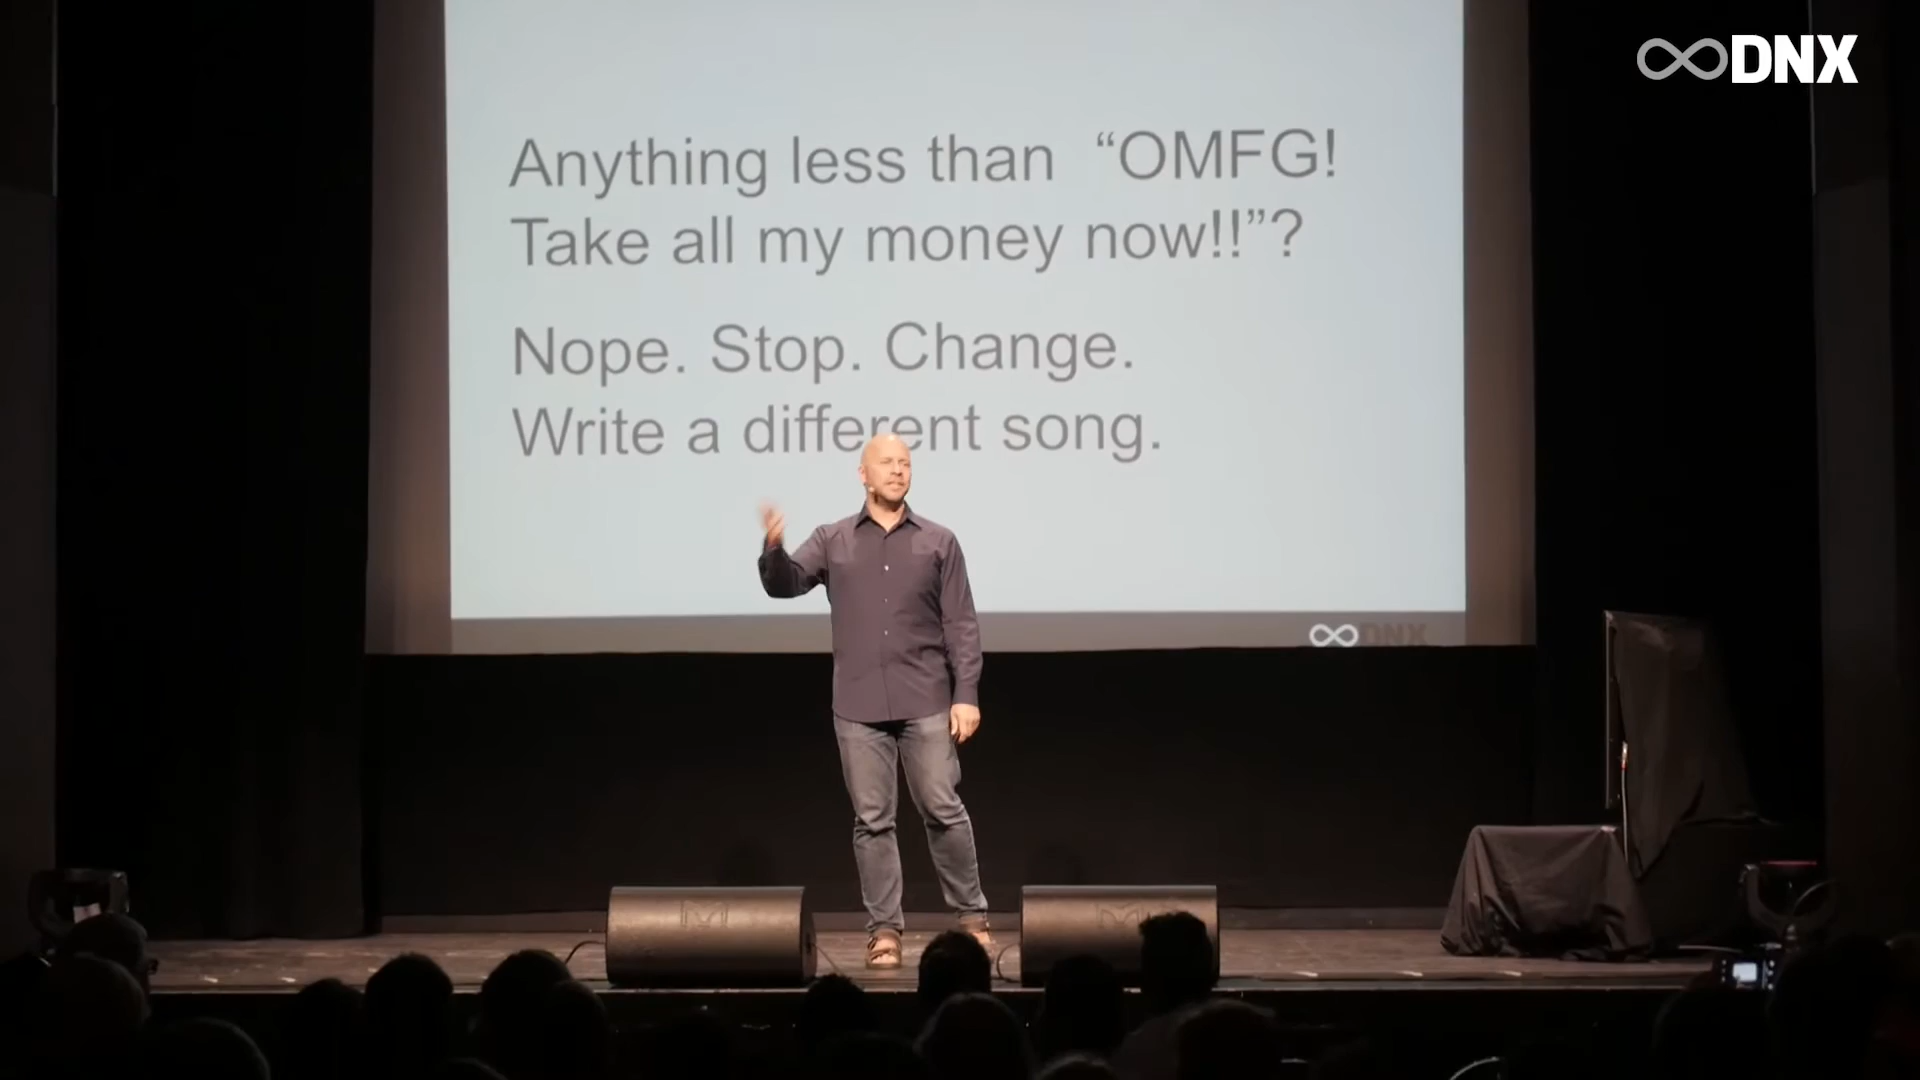 ∞DNX
Anything less than “OMFG!
Take all my money now!!”?
Nope. Stop. Change.
Write a different song.
∞DNX